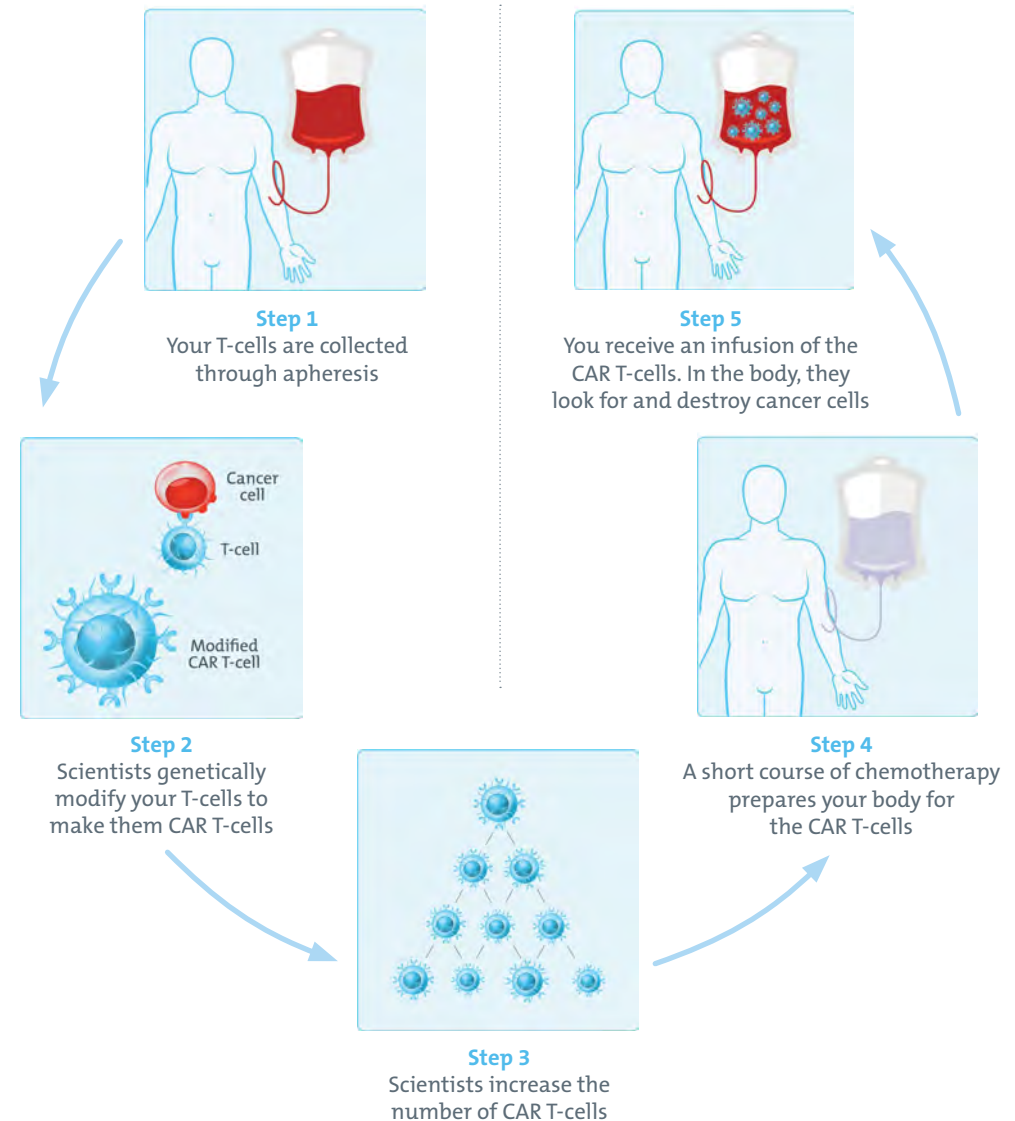 Step 1
Your T-cells are collected
through apheresis
Cancer
cell
T-cell
Modified
CAR T-cell
Step 2
Scientists genetically
modify your T-cells to
make them CAR T-cells
Step 3
Scientists increase the
number of CAR T-cells
Step 4
A short course of chemotherapy
prepares your body for
the CAR T-cells
Step 5
You receive an infusion of the
CAR T-cells. In the body, they
look for and destroy cancer cells